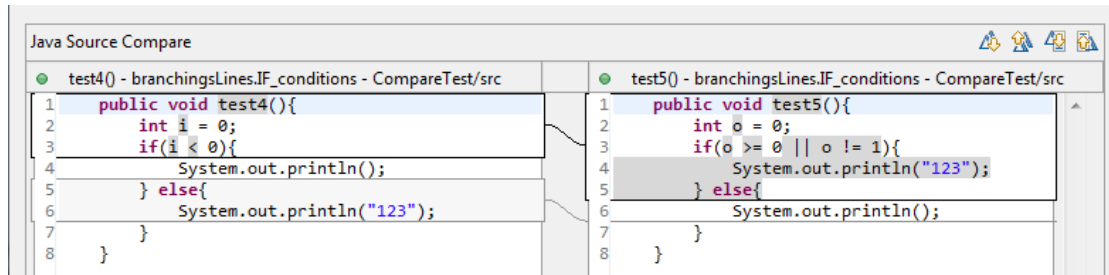 Java Source Compare
test4() - branchingsLines.IF_conditions - CompareTest/src
1 public void test4(){
2 int i = 0;
3 if(i < 0){
4 System.out.println();
5 } else{
6 System.out.println("123");
7 }
8 }
test5() - branchingsLines.IF_conditions - CompareTest/src
1 public void test5(){
2 int o = 0;
3 if(o >= 0 || o != 1){
4 System.out.println("123");
5 } else{
6 System.out.println();
7 }
8 }